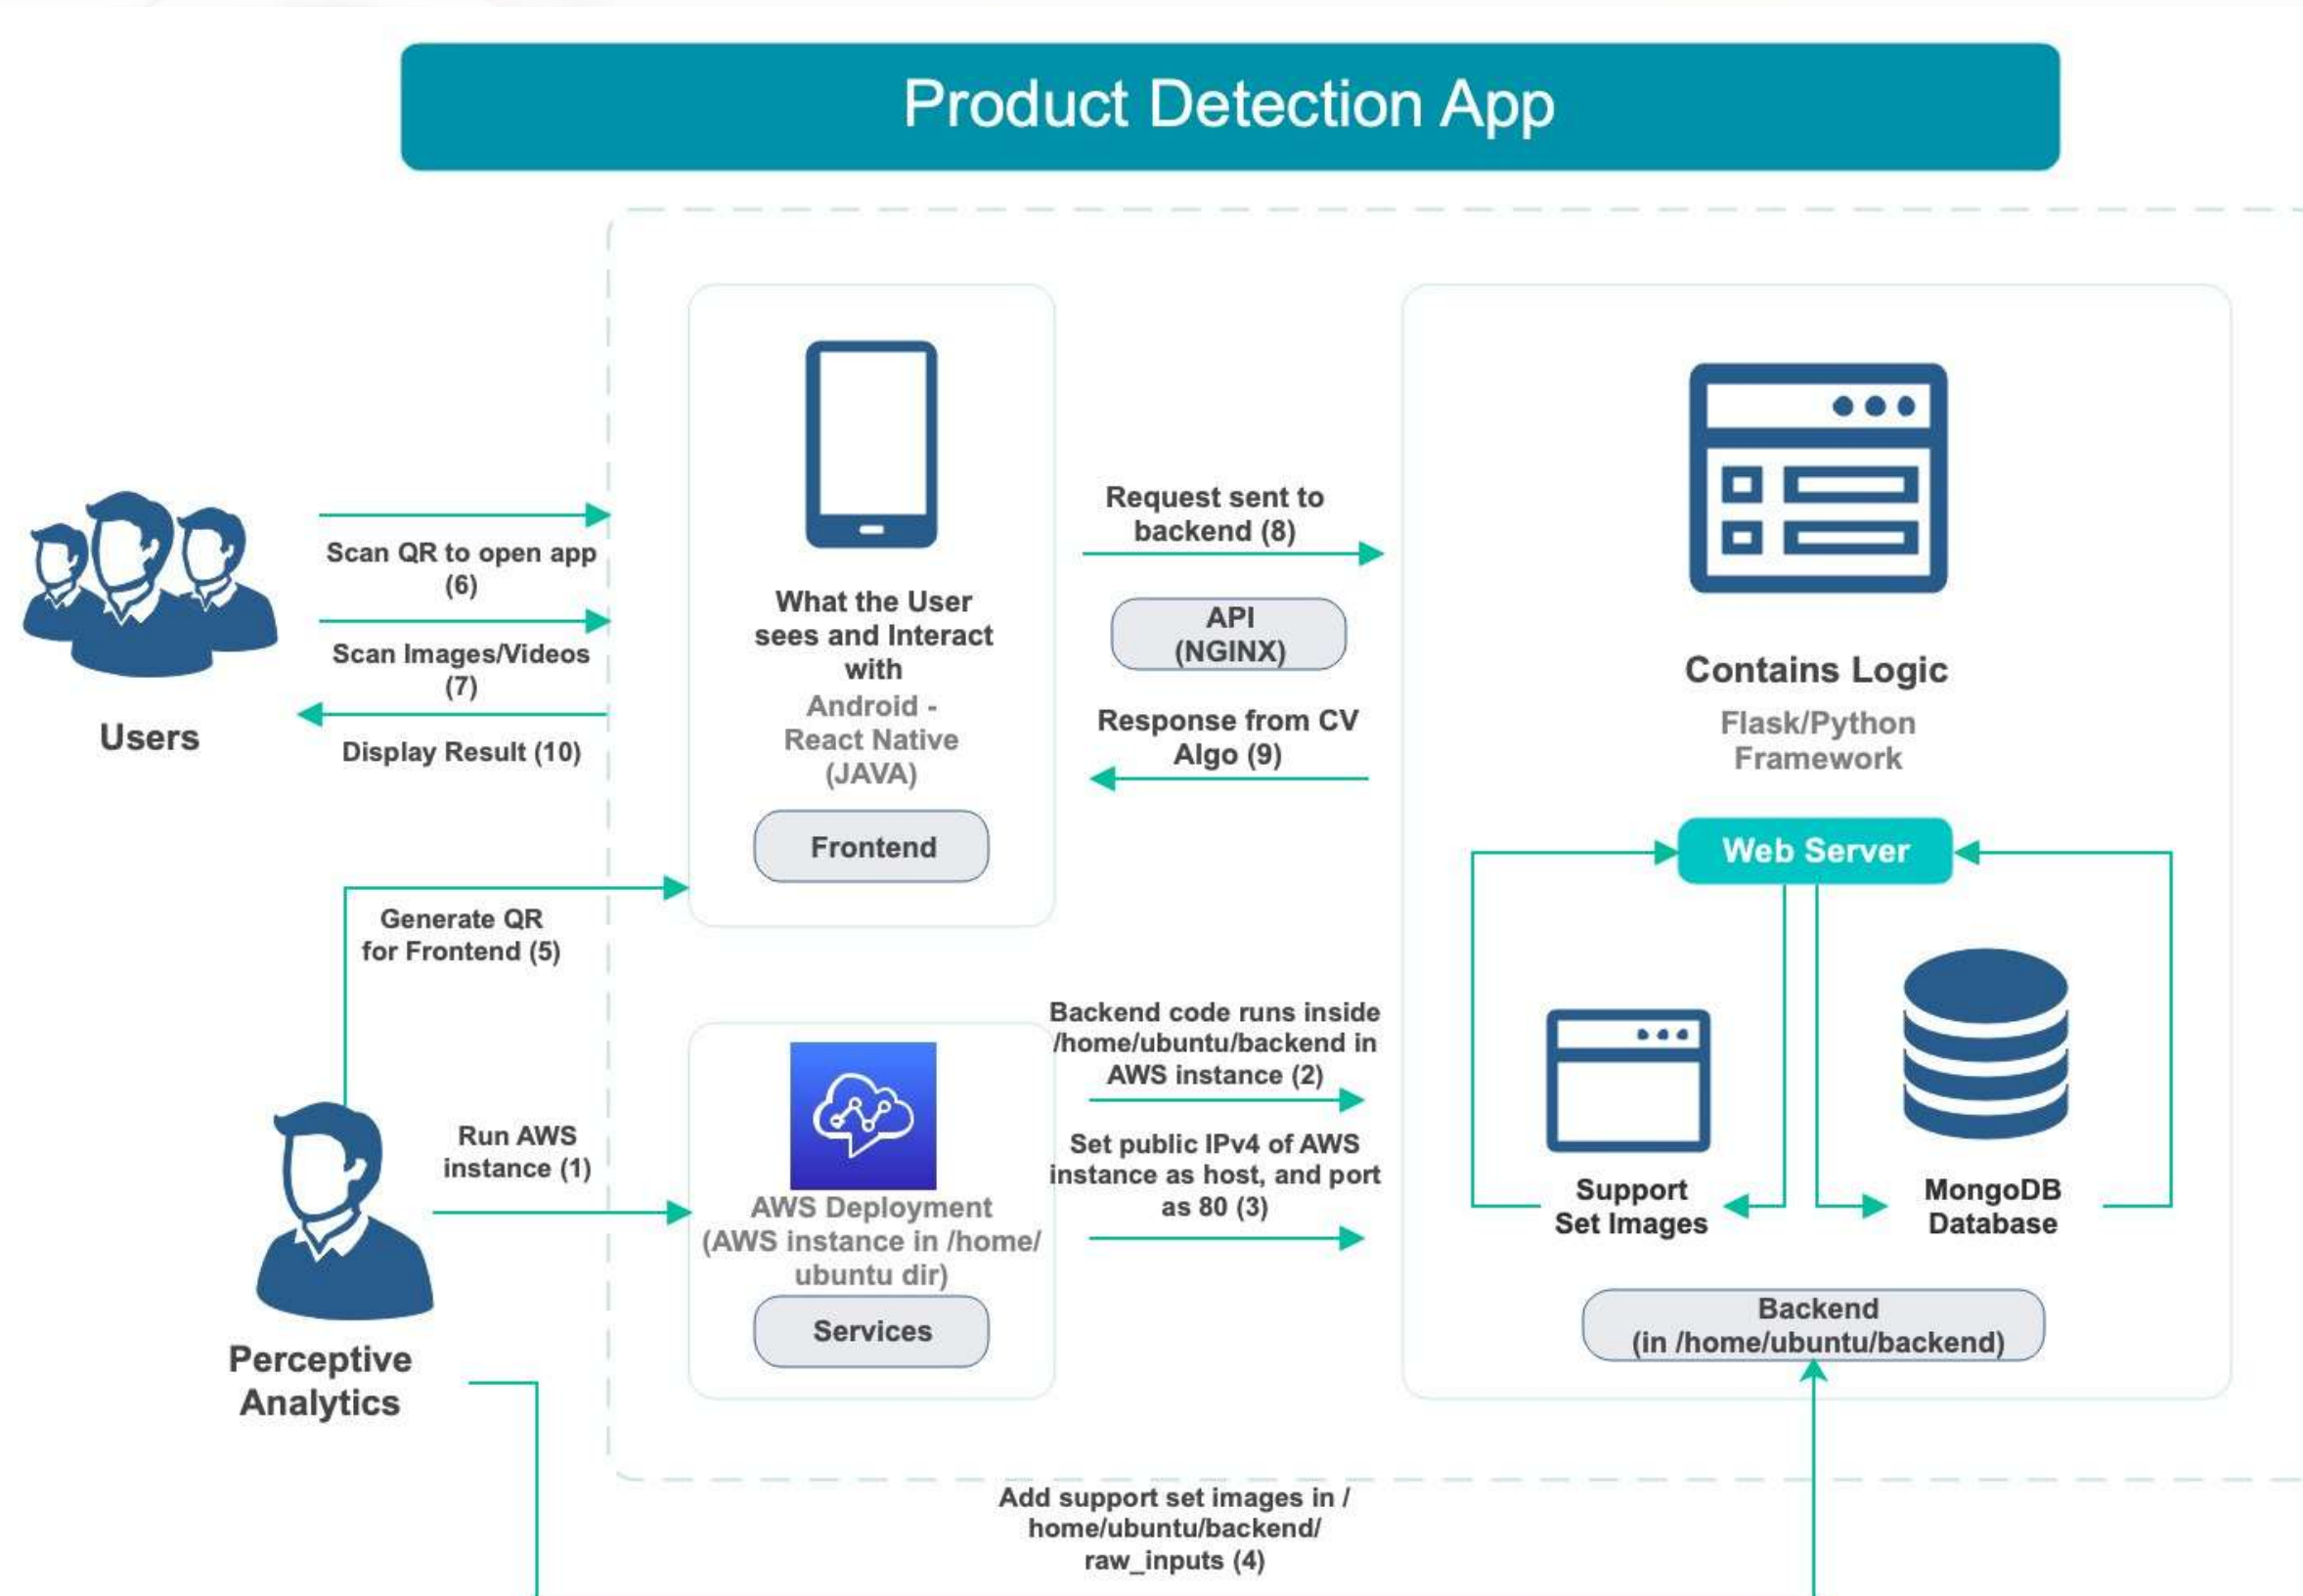 Product Detection App
Scan QR to open app
(6)
Scan Images/Videos
(7)
Display Result (10)
Users
What the User
sees and Interact
with
Android -
React Native
(JAVA)
Frontend
Request sent to
backend (8)
API
(NGINX)
Response from CV
Algo (9)
Contains Logic
Flask/Python
Framework
Web Server
Support
Set Images
MongoDB
Database
Backend
(in /home/ubuntu/backend)
Generate QR
for Frontend (5)
Run AWS
instance (1)
Perceptive
Analytics
AWS Deployment
(AWS instance in /home/
ubuntu dir)
Services
Backend code runs inside
/home/ubuntu/backend in
AWS instance (2)
Set public IPv4 of AWS
instance as host, and port
as 80 (3)
Add support set images in /
home/ubuntu/backend/
raw_inputs (4)